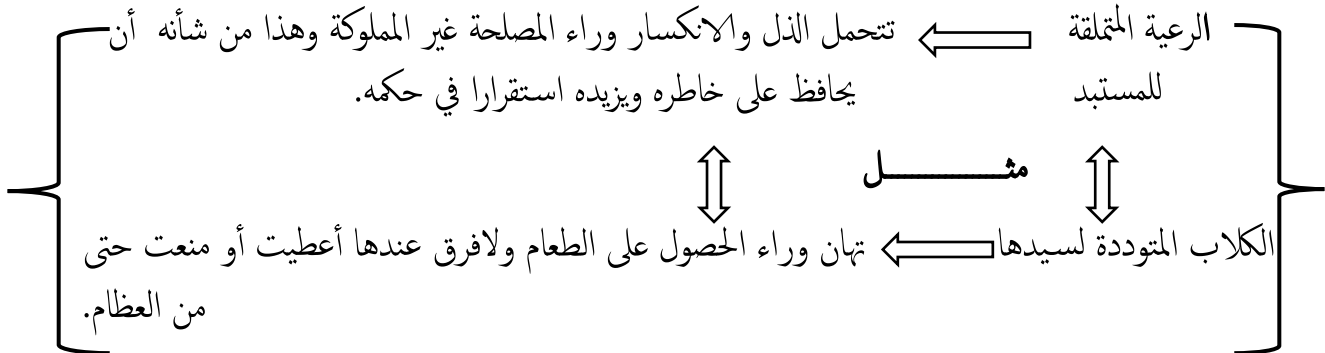 الرعية المتملقة تتحمل الذل والانكسار وراء المصلحة غير المملوكة وهذا من شأنه أن
للمستبد يحافظ على خاطره ويزيده استقرارا في حكمه.
مثــــــــــــل
الكلاب المتوددة لسيدها تهان وراء الحصول على الطعام ولافرق عندها أعطيت أو منعت حتى
من العظام.